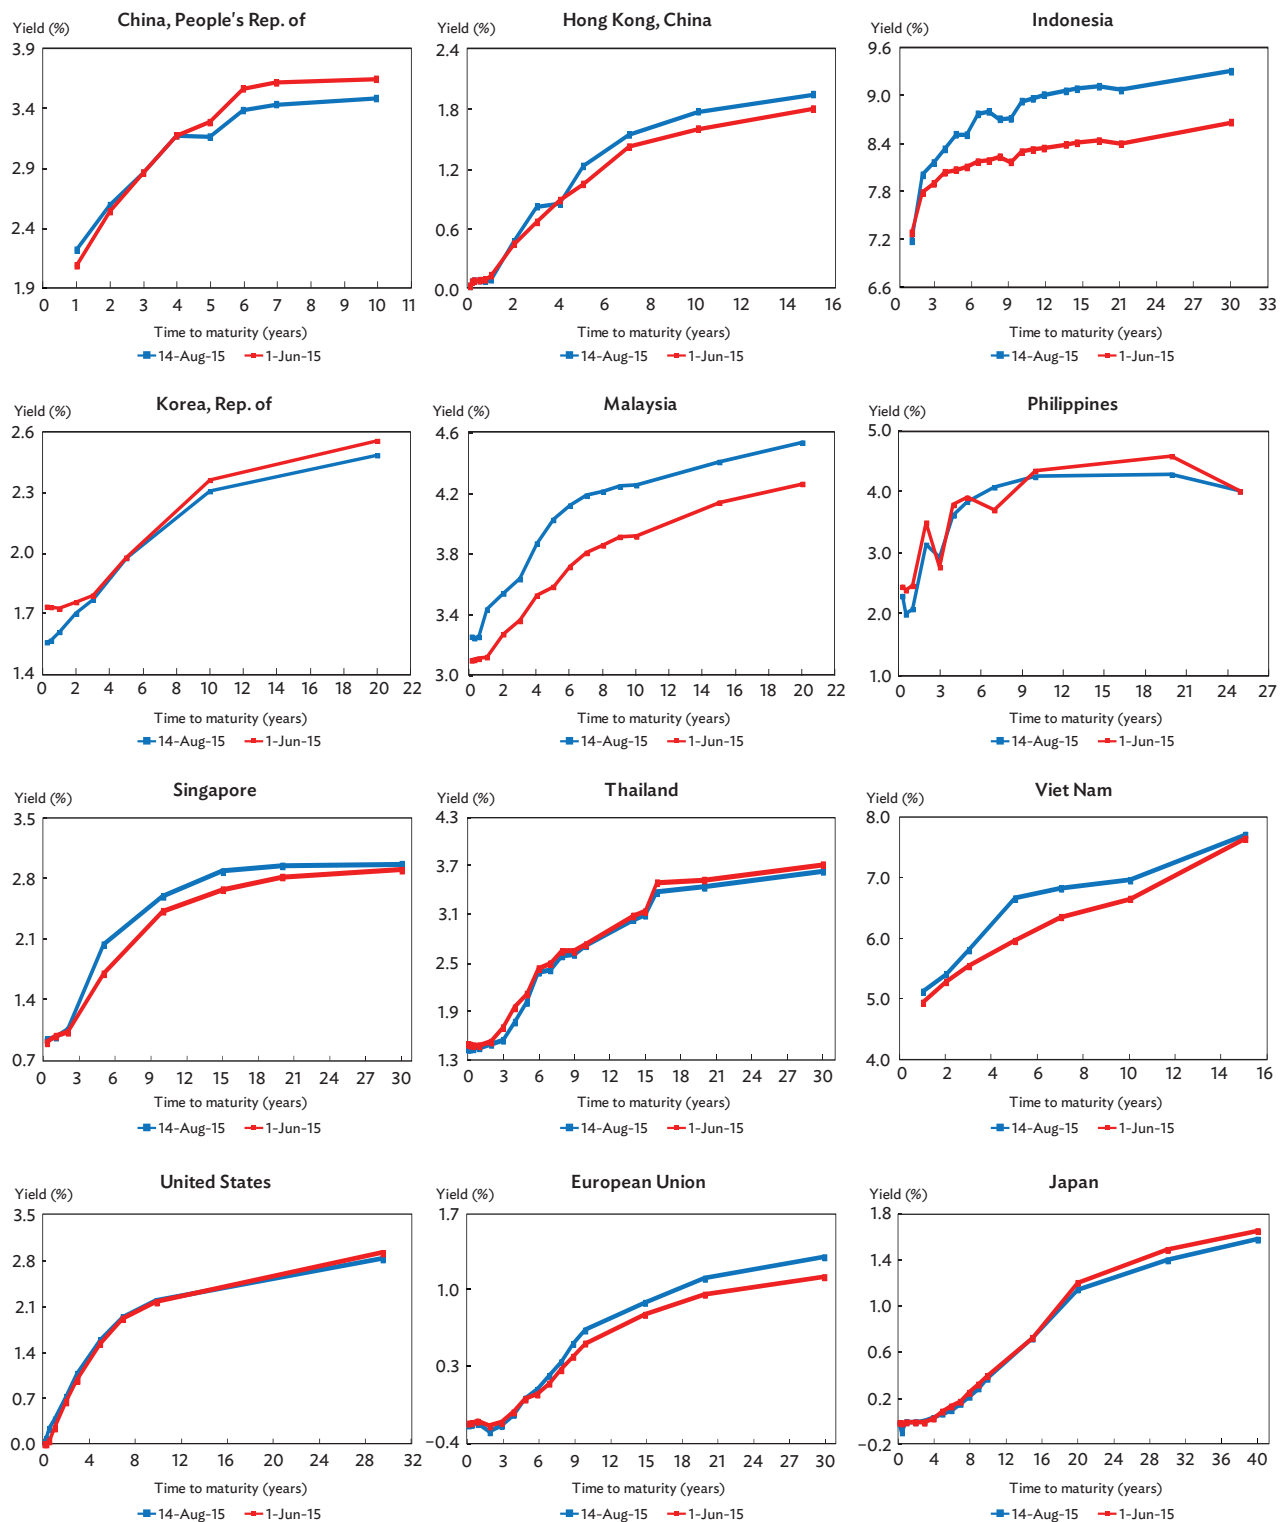 China, People's Rep. of
Yield (%)
3.9
3.4
2.9
2.4
1.9
0 1 2 3 4 5 6 7 8 9 10 11
Time to maturity (years)
14-Aug-15 1-Jun-15
Hong Kong, China
Yield (%)
2.4
1.8
1.2
0.6
0.0
0 2 4 6 8 10 12 14 16
Time to maturity (years)
14-Aug-15 1-Jun-15
Indonesia
Yield (%)
9.6
9.0
8.4
7.8
7.2
6.6
0 3 6 9 12 15 18 21 24 27 30 33
Time to maturity (years)
14-Aug-15 1-Jun-15
Korea, Rep. of
Yield (%)
2.6
2.3
2.0
1.7
1.4
0 2 4 6 8 10 12 14 16 18 20 22
Time to maturity (years)
14-Aug-15 1-Jun-15
Malaysia
Yield (%)
4.6
4.2
3.8
3.4
3.0
0 2 4 6 8 10 12 14 16 18 20 22
Time to maturity (years)
14-Aug-15 1-Jun-15
Philippines
Yield (%)
5.0
4.0
3.0
2.0
1.0
0 3 6 9 12 15 18 21 24 27
Time to maturity (years)
14-Aug-15 1-Jun-15
Singapore
Yield (%)
3.5
2.8
2.1
1.4
0.7
0 3 6 9 12 15 18 21 24 27 30
Time to maturity (years)
14-Aug-15 1-Jun-15
Thailand
Yield (%)
4.3
3.7
3.1
2.5
1.9
1.3
0 3 6 9 12 15 18 21 24 27 30
Time to maturity (years)
14-Aug-15 1-Jun-15
Viet Nam
Yield (%)
8.0
7.0
6.0
5.0
4.0
0 2 4 6 8 10 12 14 16
Time to maturity (years)
14-Aug-15 1-Jun-15
United States
Yield (%)
3.5
2.8
2.1
1.4
0.7
0.0
0 4 8 12 16 20 24 28 32
Time to maturity (years)
14-Aug-15 1-Jun-15
European Union
Yield (%)
1.7
1.0
0.3
−0.4
0 3 6 9 12 15 18 21 24 27 30
Time to maturity (years)
14-Aug-15 1-Jun-15
Japan
Yield (%)
1.8
1.4
1.0
0.6
0.2
−0.2
0 4 8 12 16 20 24 28 32 36 40
Time to maturity (years)
14-Aug-15 1-Jun-15